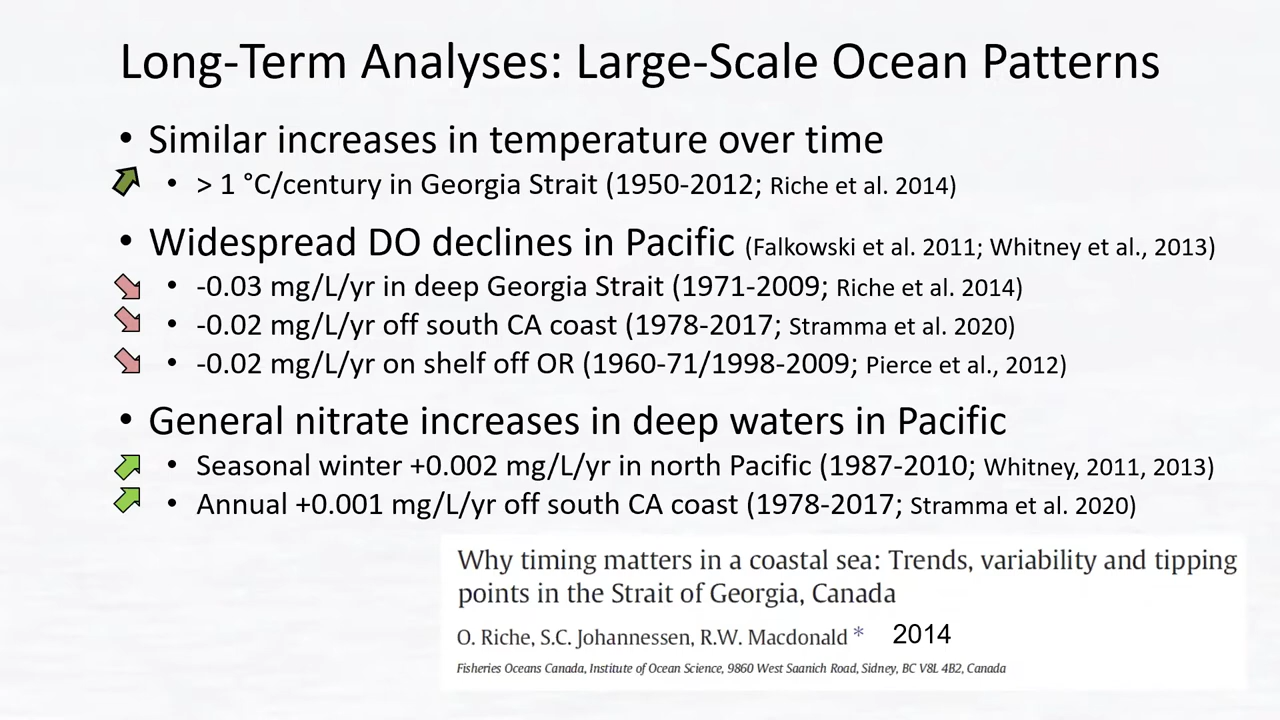 Long-Term Analyses: Large-Scale Ocean Patterns
• Similar increases in temperature over time
• > 1 °C/century in Georgia Strait (1950-2012; Riche et al. 2014)
• Widespread DO declines in Pacific (Falkowski et al. 2011; Whitney et al., 2013)
• -0.03 mg/L/yr in deep Georgia Strait (1971-2009; Riche et al. 2014)
• -0.02 mg/L/yr off south CA coast (1978-2017; Stramma et al. 2020)
• -0.02 mg/L/yr on shelf off OR (1960-71/1998-2009; Pierce et al., 2012)
• General nitrate increases in deep waters in Pacific
• Seasonal winter +0.002 mg/L/yr in north Pacific (1987-2010; Whitney, 2011, 2013)
• Annual +0.001 mg/L/yr off south CA coast (1978-2017; Stramma et al. 2020)
Why timing matters in a coastal sea: Trends, variability and tipping
points in the Strait of Georgia, Canada
O. Riche, S.C. Johannessen, R.W. Macdonald * 2014
Fisheries Oceans Canada, Institute of Ocean Science, 9860 West Saanich Road, Sidney, BC V8L 4B2, Canada